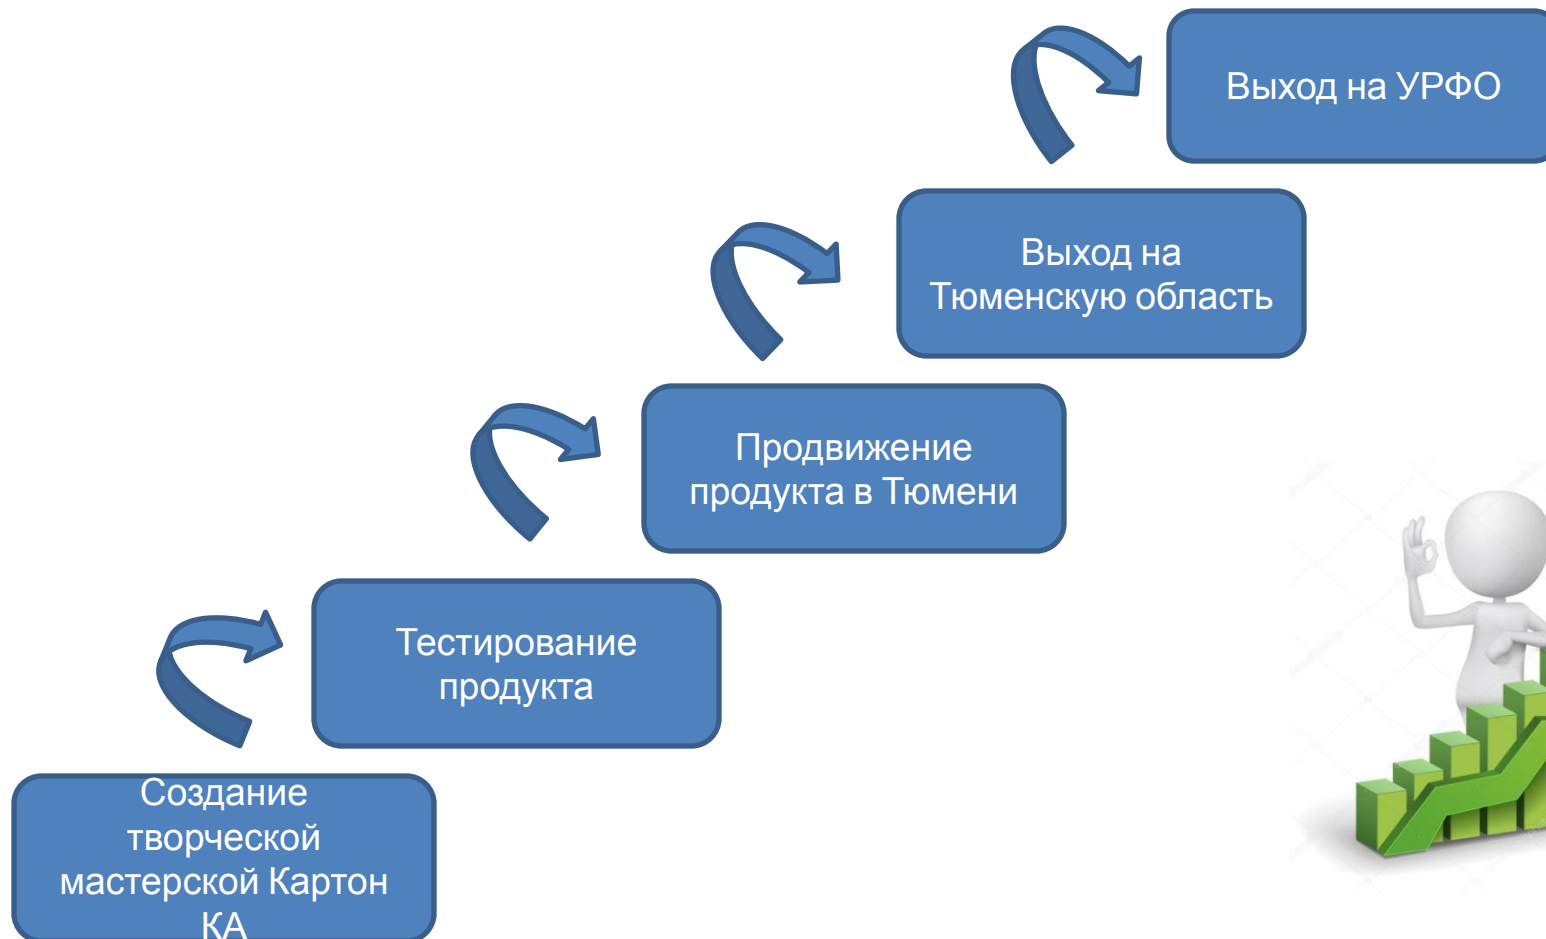 Выход на УРФО
Выход на
Тюменскую область
Продвижение
продукта в Тюмени
Тестирование
продукта
Создание
творческой
мастерской Картон
КА